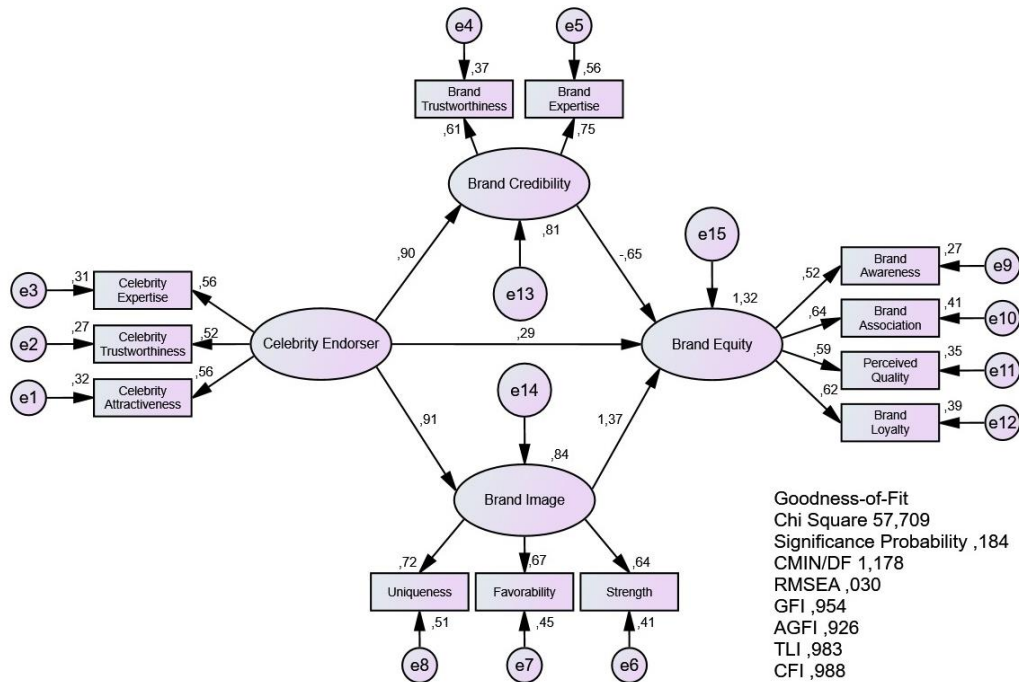 e4
e5
,37
,56
Brand
Trustworthiness
Brand
Expertise
,61
,75
Brand Credibility
,81
e13
e15
,90
-,65
1,32
e3
,31
Celebrity
Expertise
,56
e2
,27
Celebrity
Trustworthiness
,52
e1
,32
Celebrity
Attractiveness
,56
Celebrity Endorser
,29
Brand Equity
,52
Brand
Awareness
,27
e9
,64
Brand
Association
,41
e10
,59
Perceived
Quality
,35
e11
,62
Brand
Loyalty
,39
e12
e14
,91
1,37
,84
Brand Image
,72
,67
,64
Uniqueness
Favorability
Strength
,51
,45
,41
e8
e7
e6
Goodness-of-Fit
Chi Square 57,709
Significance Probability ,184
CMIN/DF 1,178
RMSEA ,030
GFI ,954
AGFI ,926
TLI ,983
CFI ,988